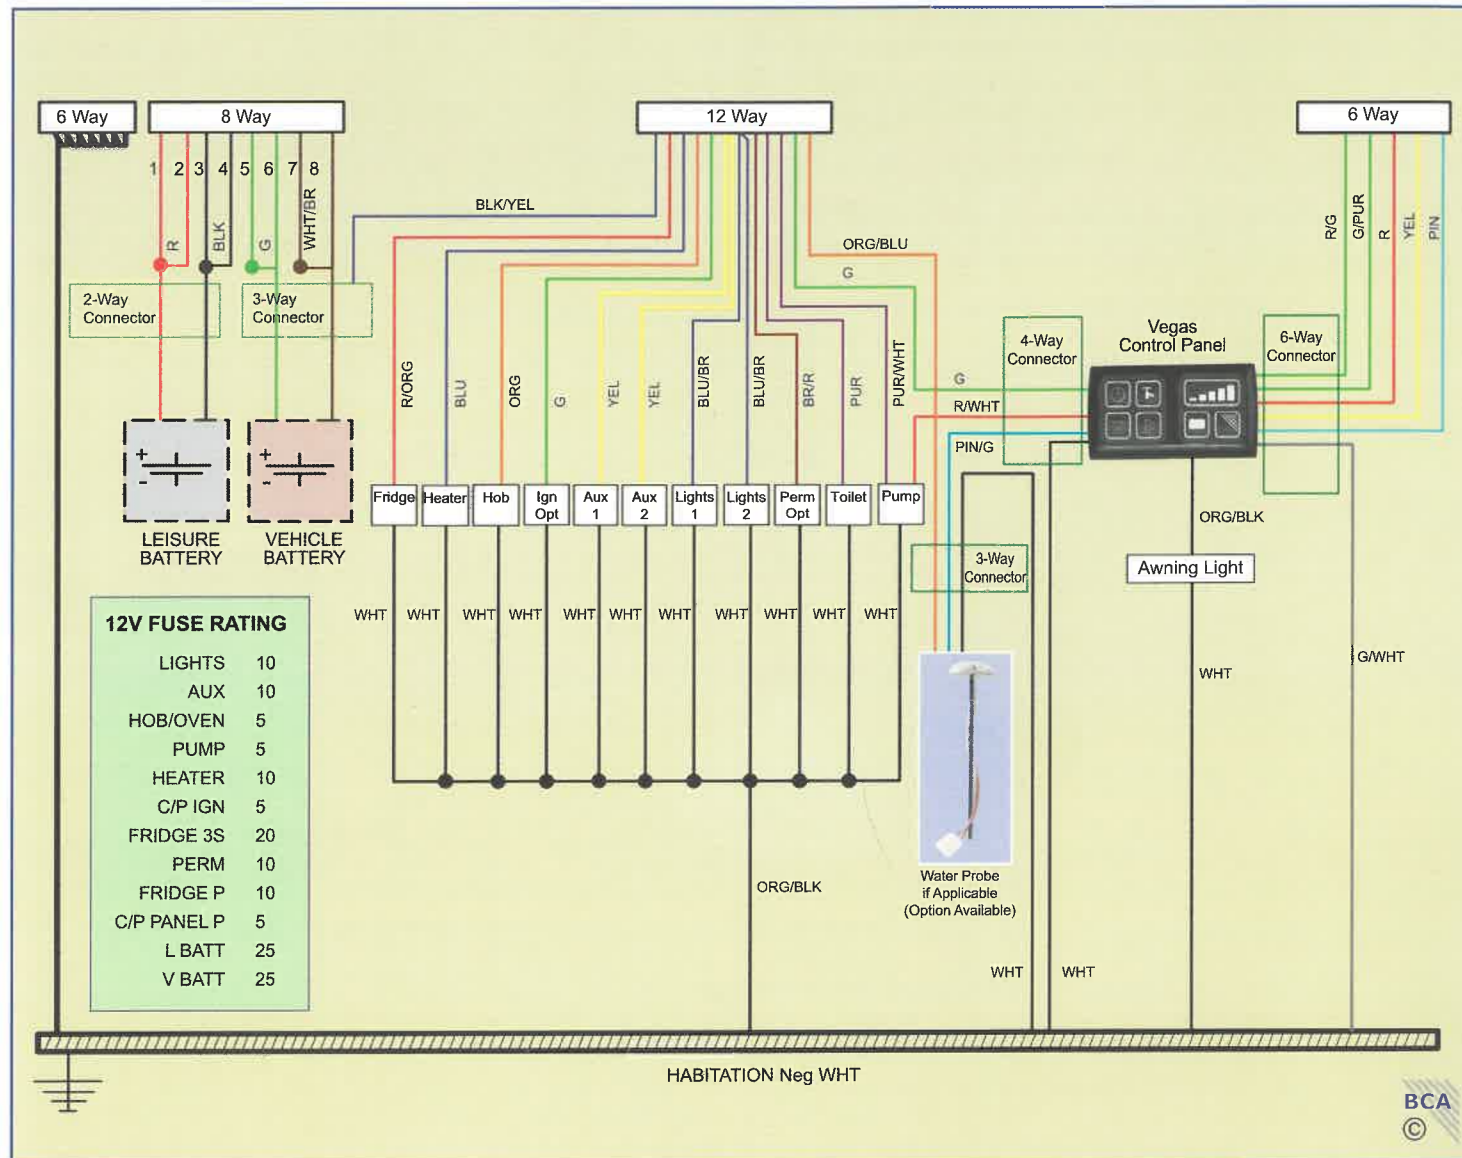 6 Way
8 Way
12 Way
6 Way
1 2 3 4 5 6 7 8
R
BLK
G
WHT/BR
BLK/YEL
ORG/BLU
G
R/G
G/PUR
R
YEL
PIN
2-Way
Connector
3-Way
Connector
R/ORG
BLU
ORG
G
YEL
YEL
BLU/BR
BLU/BR
BR/R
PUR
PUR/WHT
G
R/WHT
PIN/G
4-Way
Connector
Vegas
Control Panel
6-Way
Connector
+
-
+
-
LEISURE
BATTERY
VEHICLE
BATTERY
Fridge
Heater
Hob
Ign
Opt
Aux
1
Aux
2
Lights
1
Lights
2
Perm
Opt
Toilet
Pump
ORG/BLK
Awning Light
3-Way
Connector
WHT
WHT
WHT
WHT
WHT
WHT
WHT
WHT
WHT
WHT
WHT
G/WHT
12V FUSE RATING
LIGHTS 10
AUX 10
HOB/OVEN 5
PUMP 5
HEATER 10
C/P IGN 5
FRIDGE 3S 20
PERM 10
FRIDGE P 10
C/P PANEL P 5
L BATT 25
V BATT 25
ORG/BLK
Water Probe
if Applicable
(Option Available)
WHT
WHT
HABITATION Neg WHT
BCA
©